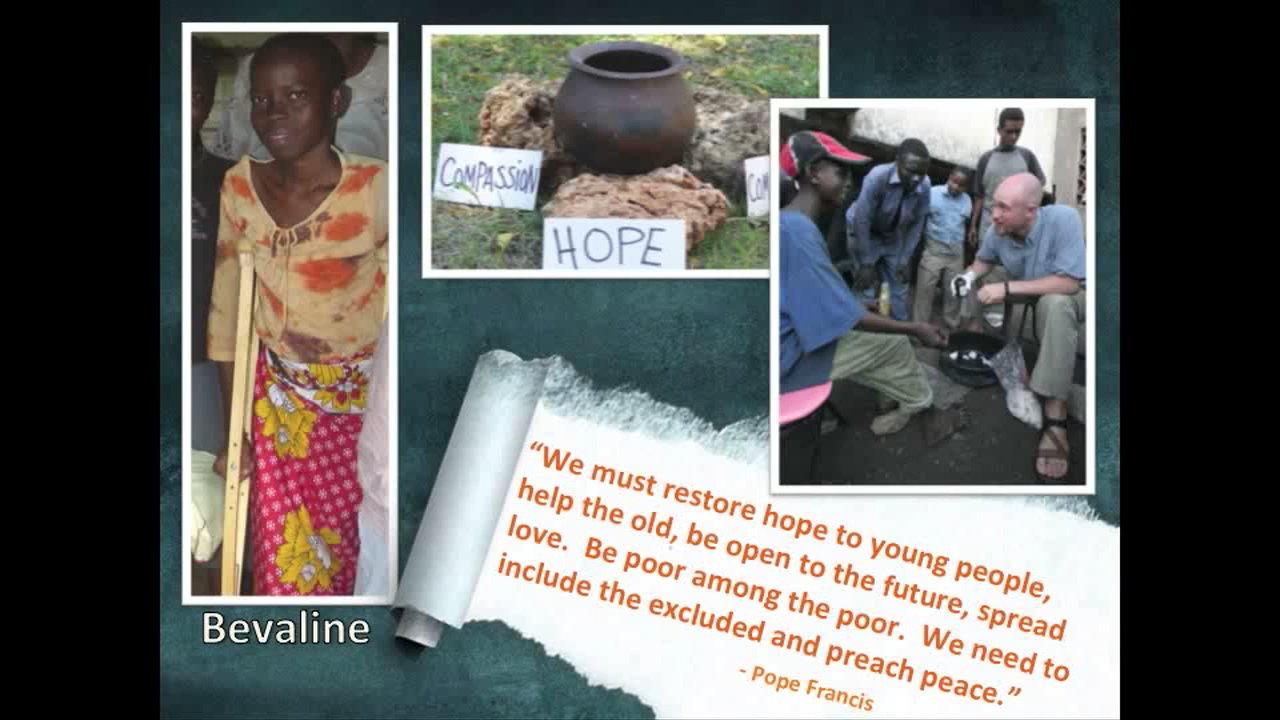 COMPASSION
COM
HOPE
“We must restore hope to young people,
help the old, be open to the future, spread
love.  Be poor among the poor.  We need to
include the excluded and preach peace.”
- Pope Francis
Bevaline